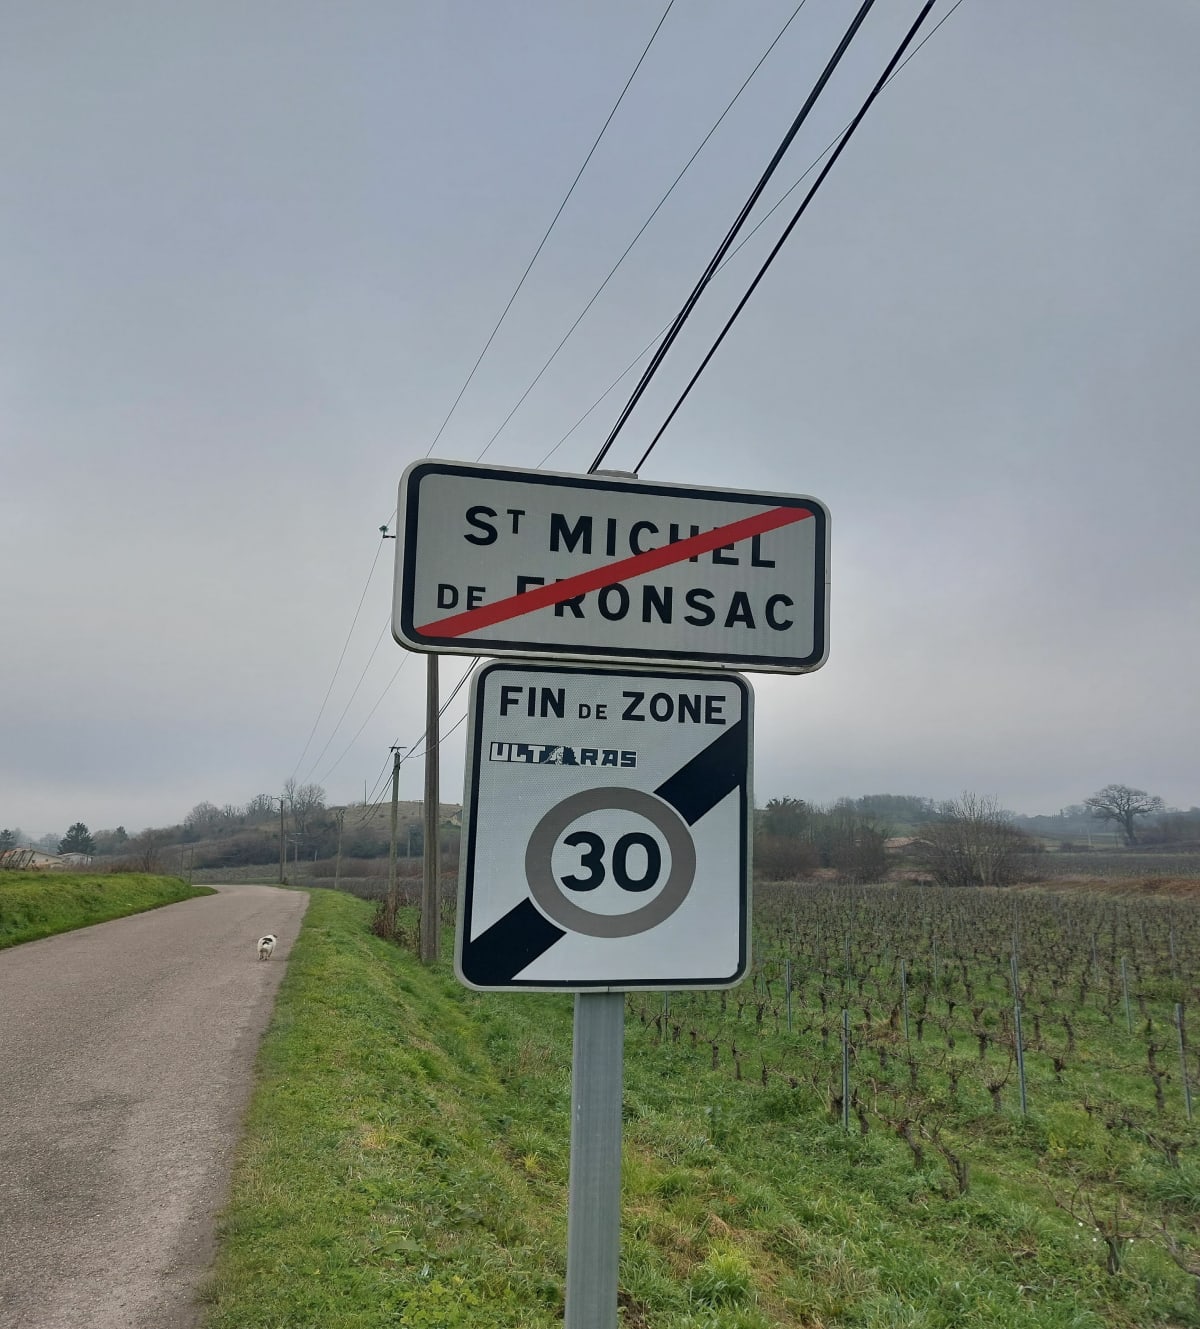 ST MICHEL
DE FRONSAC
FIN DE ZONE
ULTRAS
30